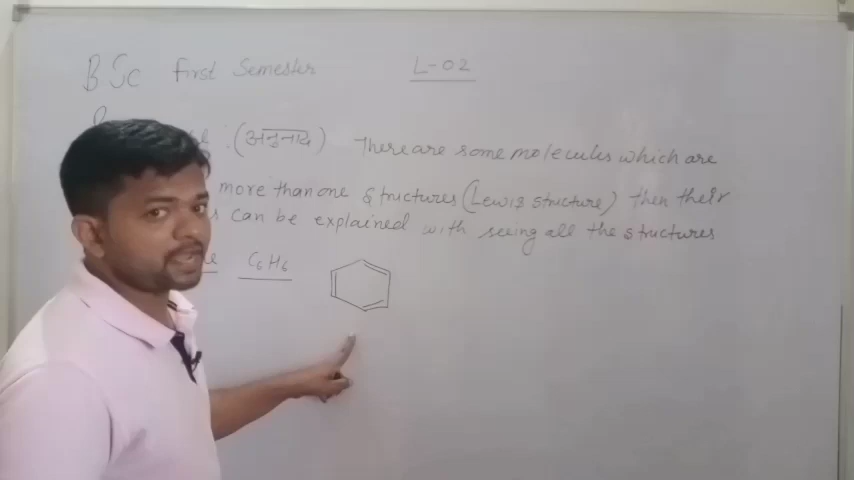 BSc first Semester L-02
(अनुनाद) There are some molecules which are
more than one structures (Lewis structure) then their
can be explained with seeing all the structures
C6H6